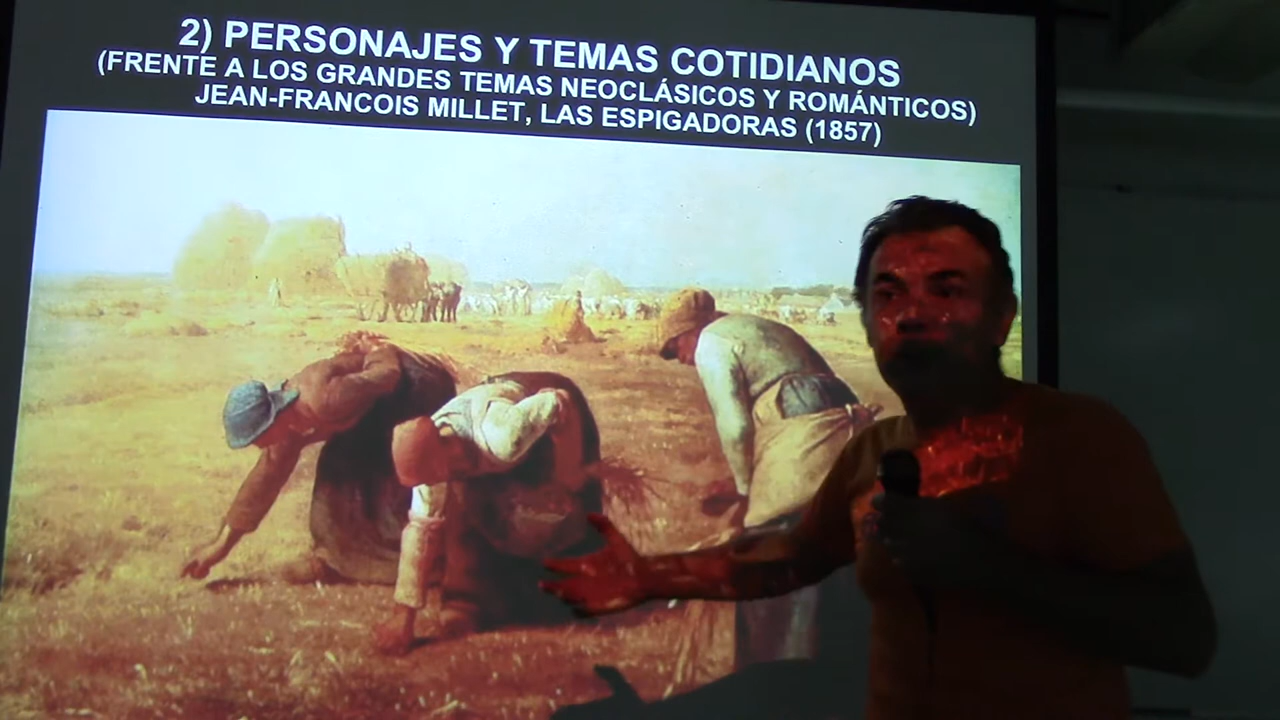 2) PERSONAJES Y TEMAS COTIDIANOS
(FRENTE A LOS GRANDES TEMAS NEOCLÁSICOS Y ROMÁNTICOS)
JEAN-FRANCOIS MILLET, LAS ESPIGADORAS (1857)